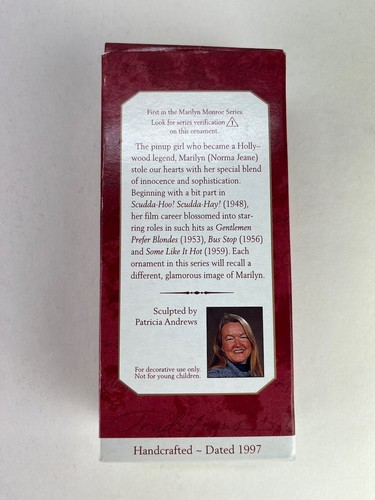 First in the Marilyn Monroe Series.
Look for series verification 1
on this ornament.
The pinup girl who became a Holly-
wood legend, Marilyn (Norma Jeane)
stole our hearts with her special blend
of innocence and sophistication.
Beginning with a bit part in
Scudda-Hoo! Scudda-Hay! (1948),
her film career blossomed into star-
ring roles in such hits as Gentlemen
Prefer Blondes (1953), Bus Stop (1956)
and Some Like It Hot (1959). Each
ornament in this series will recall a
different, glamorous image of Marilyn.
Sculpted by
Patricia Andrews
For decorative use only.
Not for young children.
Handcrafted ~ Dated 1997